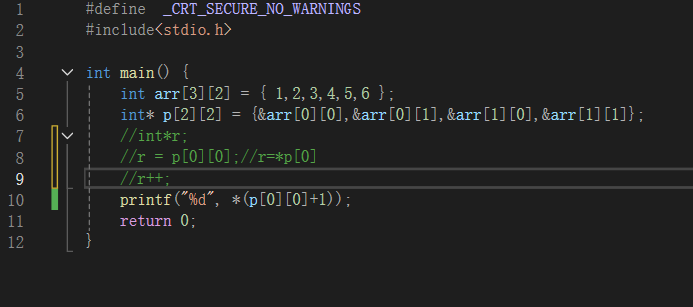 1 #define _CRT_SECURE_NO_WARNINGS
2 #include<stdio.h>
3
4 int main() {
5 int arr[3][2] = { 1,2,3,4,5,6 };
6 int* p[2][2] = {&arr[0][0],&arr[0][1],&arr[1][0],&arr[1][1]};
7 //int*r;
8 //r = p[0][0];//r=*p[0]
9 //r++;
10 printf("%d", *(p[0][0]+1));
11 return 0;
12 }